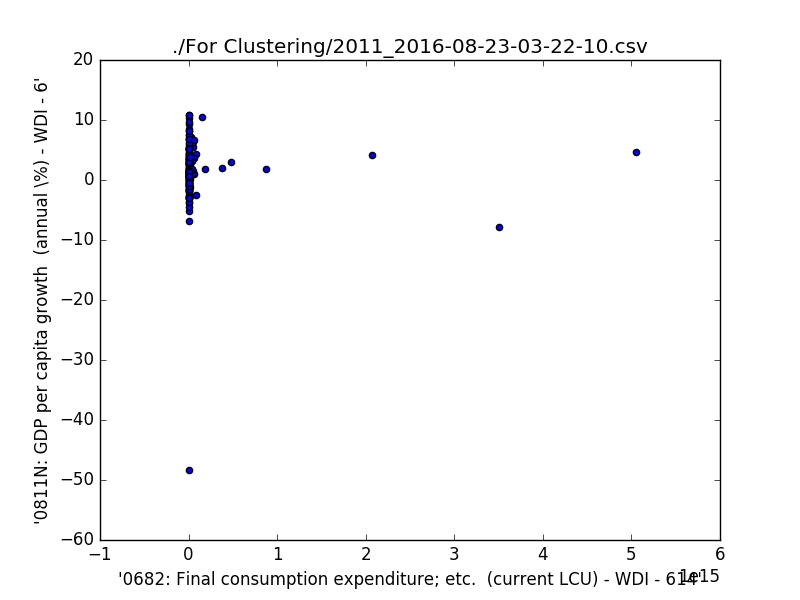 ./For Clustering/2011_2016-08-23-03-22-10.csv
20
10
0
−10
−20
−30
−40
−50
−60
'0811N: GDP per capita growth  (annual \%) - WDI - 6'
−1 0 1 2 3 4 5 6
1e15
'0682: Final consumption expenditure; etc.  (current LCU) - WDI - 614'